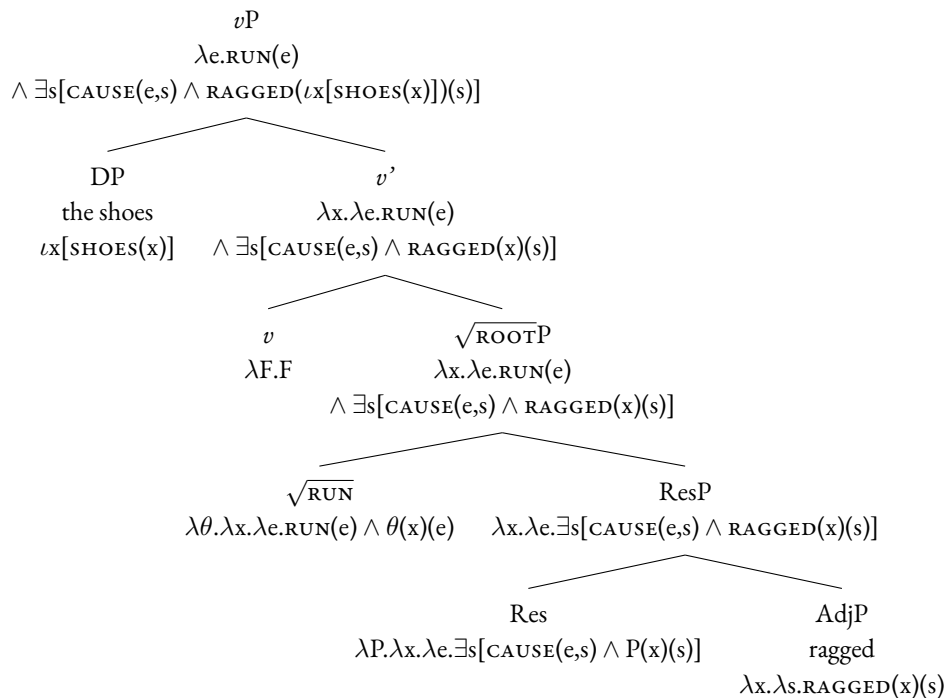 vP
λe.RUN(e)
∧ ∃s[CAUSE(e,s) ∧ RAGGED(ιx[SHOES(x)])(s)]
DP
the shoes
ιx[SHOES(x)]
v’
λx.λe.RUN(e)
∧ ∃s[CAUSE(e,s) ∧ RAGGED(x)(s)]
v
λF.F
√ROOTP
λx.λe.RUN(e)
∧ ∃s[CAUSE(e,s) ∧ RAGGED(x)(s)]
√RUN
λθ.λx.λe.RUN(e) ∧ θ(x)(e)
ResP
λx.λe.∃s[CAUSE(e,s) ∧ RAGGED(x)(s)]
Res
λP.λx.λe.∃s[CAUSE(e,s) ∧ P(x)(s)]
AdjP
ragged
λx.λs.RAGGED(x)(s)